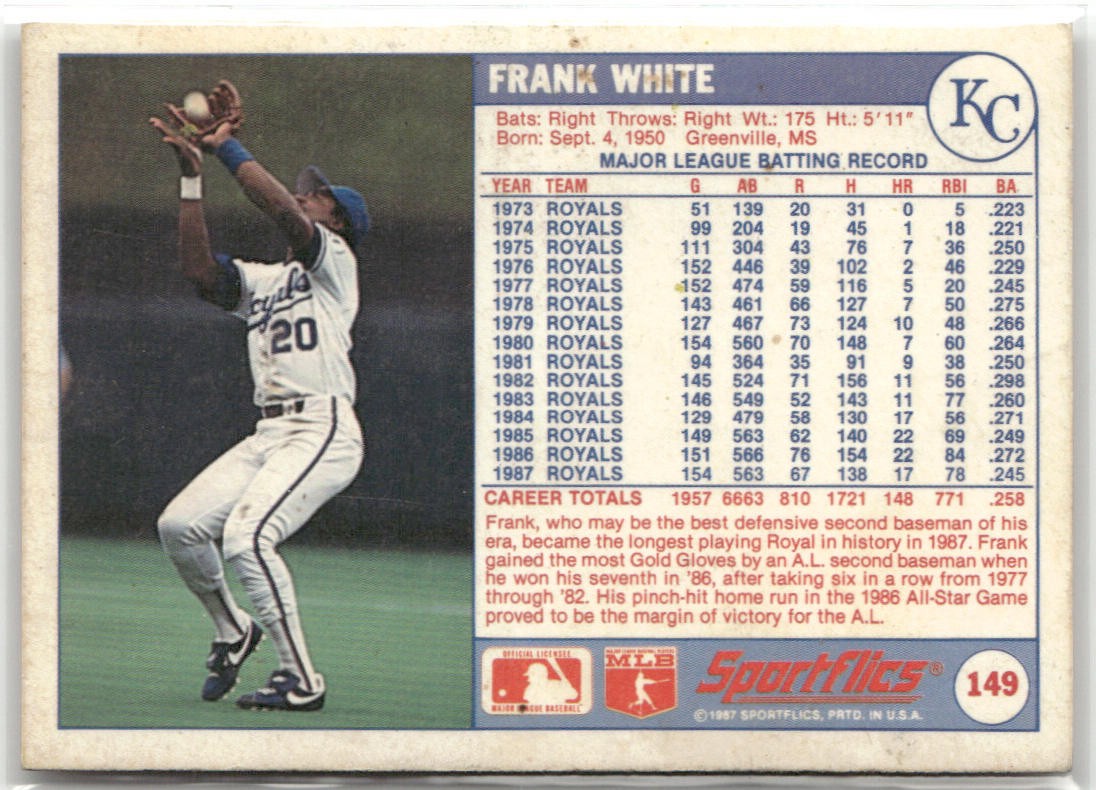 FRANK WHITE
KC
Bats: Right Throws: Right Wt.: 175 Ht.: 5'11"
Born: Sept. 4, 1950 Greenville, MS
MAJOR LEAGUE BATTING RECORD
YEAR TEAM G AB R H HR RBI BA
1973 ROYALS 51 139 20 31 0 5 .223
1974 ROYALS 99 204 19 45 1 18 .221
1975 ROYALS 111 304 43 76 7 36 .250
1976 ROYALS 152 446 39 102 2 46 .229
1977 ROYALS 152 474 59 116 5 20 .245
1978 ROYALS 143 461 66 127 7 50 .275
1979 ROYALS 127 467 73 124 10 48 .266
1980 ROYALS 154 560 70 148 7 60 .264
1981 ROYALS 94 364 35 91 9 38 .250
1982 ROYALS 145 524 71 156 11 56 .298
1983 ROYALS 146 549 52 143 11 77 .260
1984 ROYALS 129 479 58 130 17 56 .271
1985 ROYALS 149 563 62 140 22 69 .249
1986 ROYALS 151 566 76 154 22 84 .272
1987 ROYALS 154 563 67 138 17 78 .245
CAREER TOTALS 1957 6663 810 1721 148 771 .258
Frank, who may be the best defensive second baseman of his
era, became the longest playing Royal in history in 1987. Frank
gained the most Gold Gloves by an A.L. second baseman when
he won his seventh in '86, after taking six in a row from 1977
through '82. His pinch-hit home run in the 1986 All-Star Game
proved to be the margin of victory for the A.L.
Royals
20
OFFICIAL LICENSEE
MAJOR LEAGUE BASEBALL
MAJOR LEAGUE BASEBALL PLAYERS
MLB
Sportflics®
©1987 SPORTFLICS, PRTD. IN U.S.A.
149